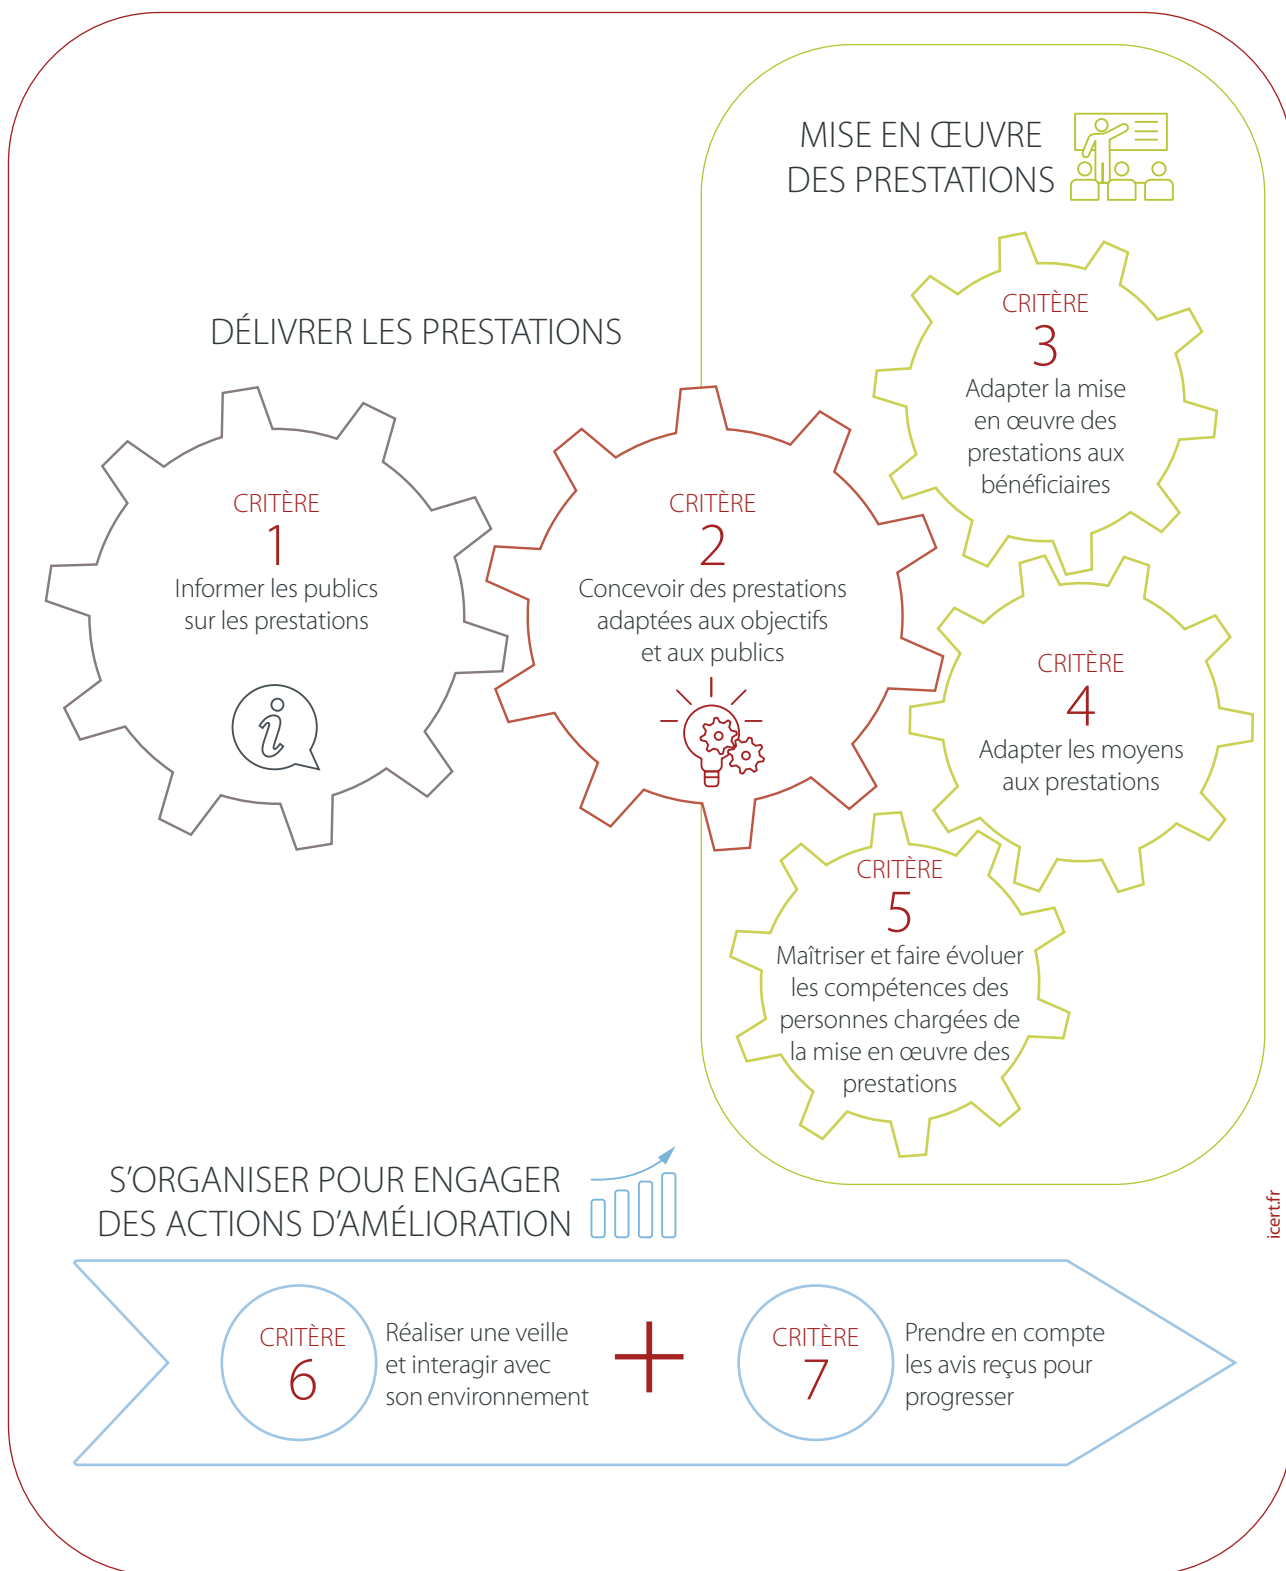 MISE EN ŒUVRE
DES PRESTATIONS
DÉLIVRER LES PRESTATIONS
CRITÈRE
1
Informer les publics
sur les prestations
CRITÈRE
2
Concevoir des prestations
adaptées aux objectifs
et aux publics
CRITÈRE
3
Adapter la mise
en œuvre des
prestations aux
bénéficiaires
CRITÈRE
4
Adapter les moyens
aux prestations
CRITÈRE
5
Maîtriser et faire évoluer
les compétences des
personnes chargées de
la mise en œuvre des
prestations
S’ORGANISER POUR ENGAGER
DES ACTIONS D’AMÉLIORATION
CRITÈRE
6
Réaliser une veille
et interagir avec
son environnement
+
CRITÈRE
7
Prendre en compte
les avis reçus pour
progresser
icert.fr